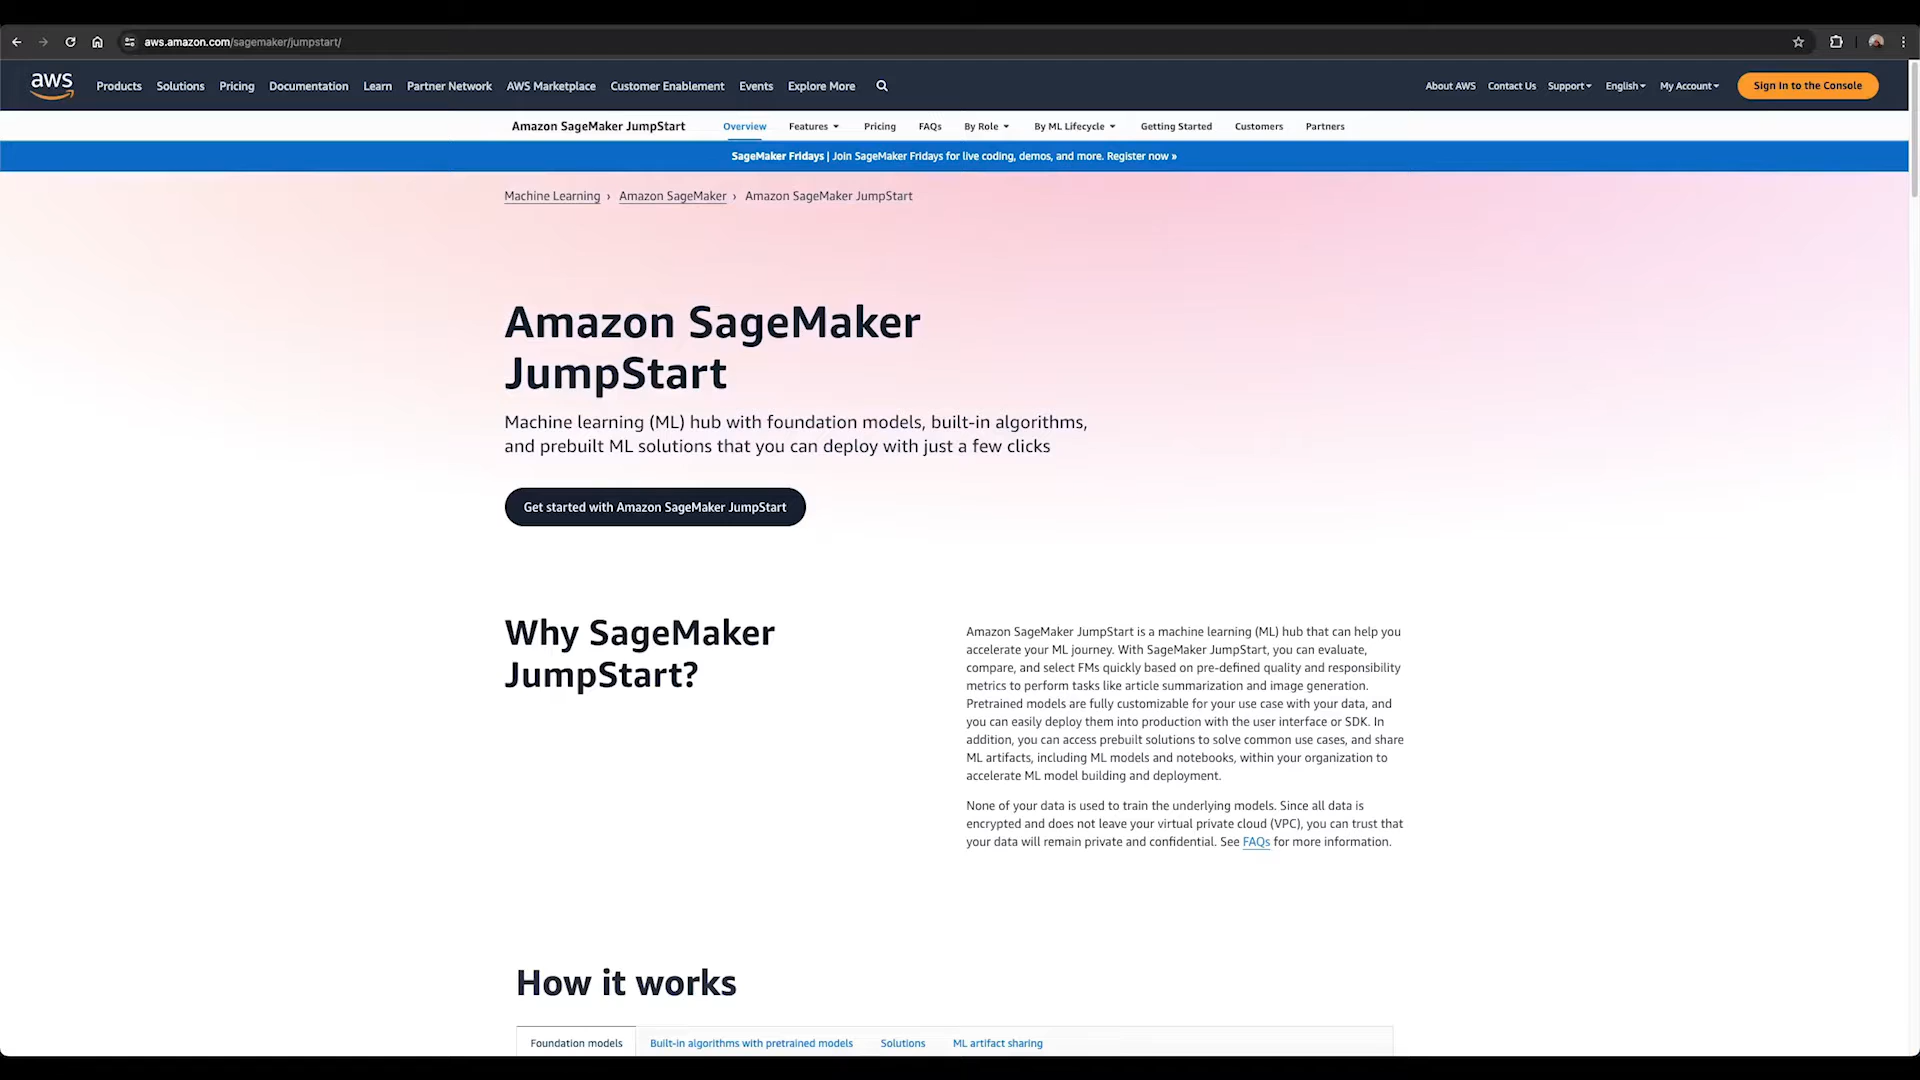 aws.amazon.com/sagemaker/jumpstart/
aws
Products Solutions Pricing Documentation Learn Partner Network AWS Marketplace Customer Enablement Events Explore More
About AWS Contact Us Support English My Account Sign In to the Console
Amazon SageMaker JumpStart Overview Features Pricing FAQs By Role By ML Lifecycle Getting Started Customers Partners
SageMaker Fridays | Join SageMaker Fridays for live coding, demos, and more. Register now »
Machine Learning › Amazon SageMaker › Amazon SageMaker JumpStart
Amazon SageMaker
JumpStart
Machine learning (ML) hub with foundation models, built-in algorithms,
and prebuilt ML solutions that you can deploy with just a few clicks
Get started with Amazon SageMaker JumpStart
Why SageMaker
JumpStart?
Amazon SageMaker JumpStart is a machine learning (ML) hub that can help you
accelerate your ML journey. With SageMaker JumpStart, you can evaluate,
compare, and select FMs quickly based on pre-defined quality and responsibility
metrics to perform tasks like article summarization and image generation.
Pretrained models are fully customizable for your use case with your data, and
you can easily deploy them into production with the user interface or SDK. In
addition, you can access prebuilt solutions to solve common use cases, and share
ML artifacts, including ML models and notebooks, within your organization to
accelerate ML model building and deployment.
None of your data is used to train the underlying models. Since all data is
encrypted and does not leave your virtual private cloud (VPC), you can trust that
your data will remain private and confidential. See FAQs for more information.
How it works
Foundation models Built-in algorithms with pretrained models Solutions ML artifact sharing